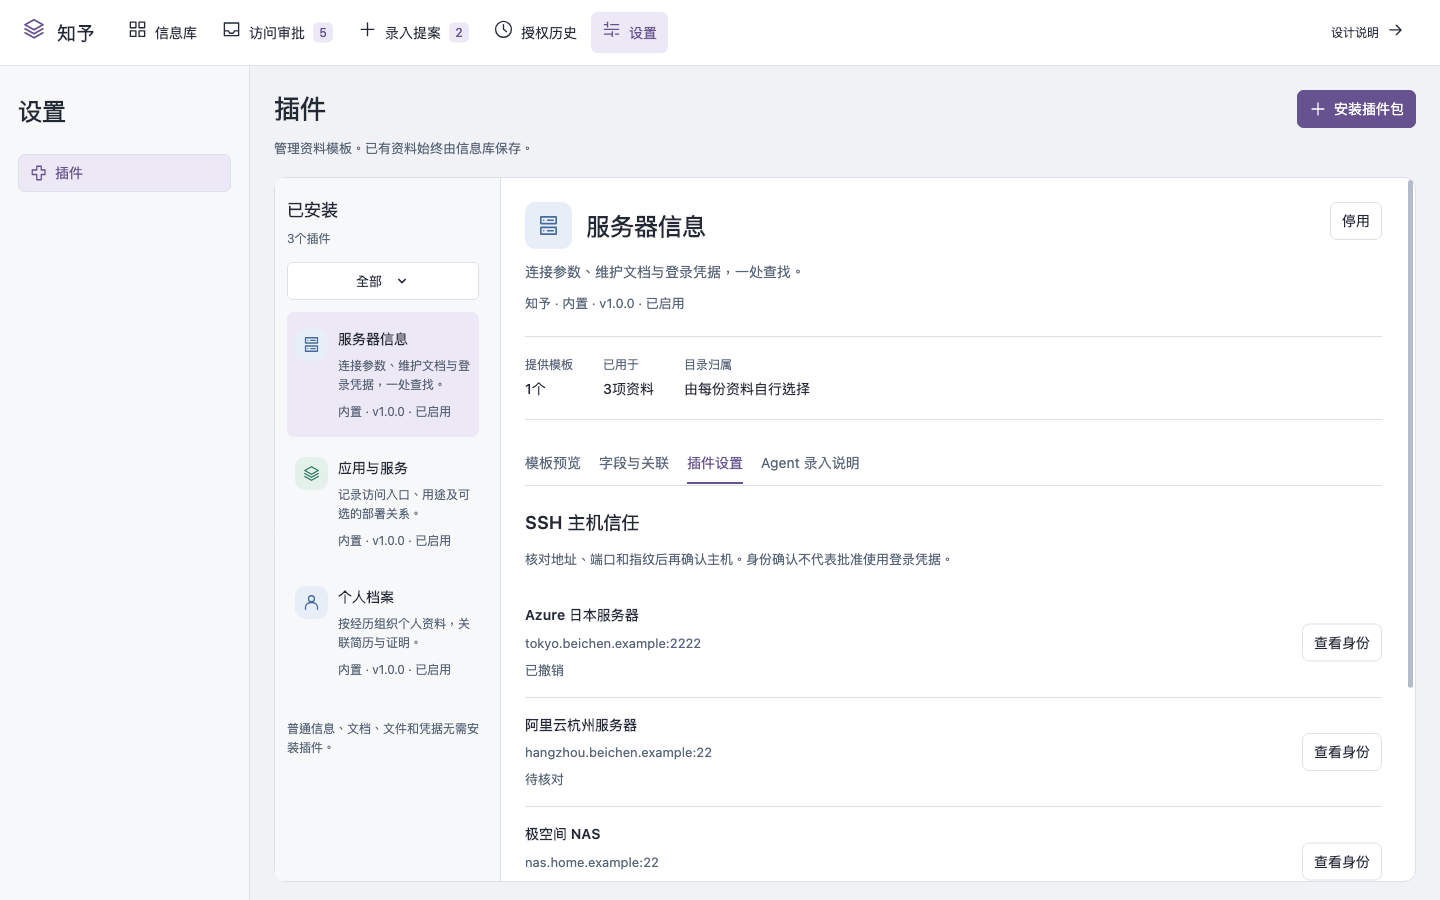 知予
信息库
访问审批 5
录入提案 2
授权历史
设置
设计说明
设置
插件
插件
管理资料模板。已有资料始终由信息库保存。
安装插件包
已安装
3个插件
全部
服务器信息
连接参数、维护文档与登
录凭据，一处查找。
内置 · v1.0.0 · 已启用
应用与服务
记录访问入口、用途及可
选的部署关系。
内置 · v1.0.0 · 已启用
个人档案
按经历组织个人资料，关
联简历与证明。
内置 · v1.0.0 · 已启用
普通信息、文档、文件和凭据无需安
装插件。
服务器信息
停用
连接参数、维护文档与登录凭据，一处查找。
知予 · 内置 · v1.0.0 · 已启用
提供模板
1个
已用于
3项资料
目录归属
由每份资料自行选择
模板预览 字段与关联 插件设置 Agent 录入说明
SSH 主机信任
核对地址、端口和指纹后再确认主机。身份确认不代表批准使用登录凭据。
Azure 日本服务器
tokyo.beichen.example:2222
已撤销
查看身份
阿里云杭州服务器
hangzhou.beichen.example:22
待核对
查看身份
极空间 NAS
nas.home.example:22
查看身份